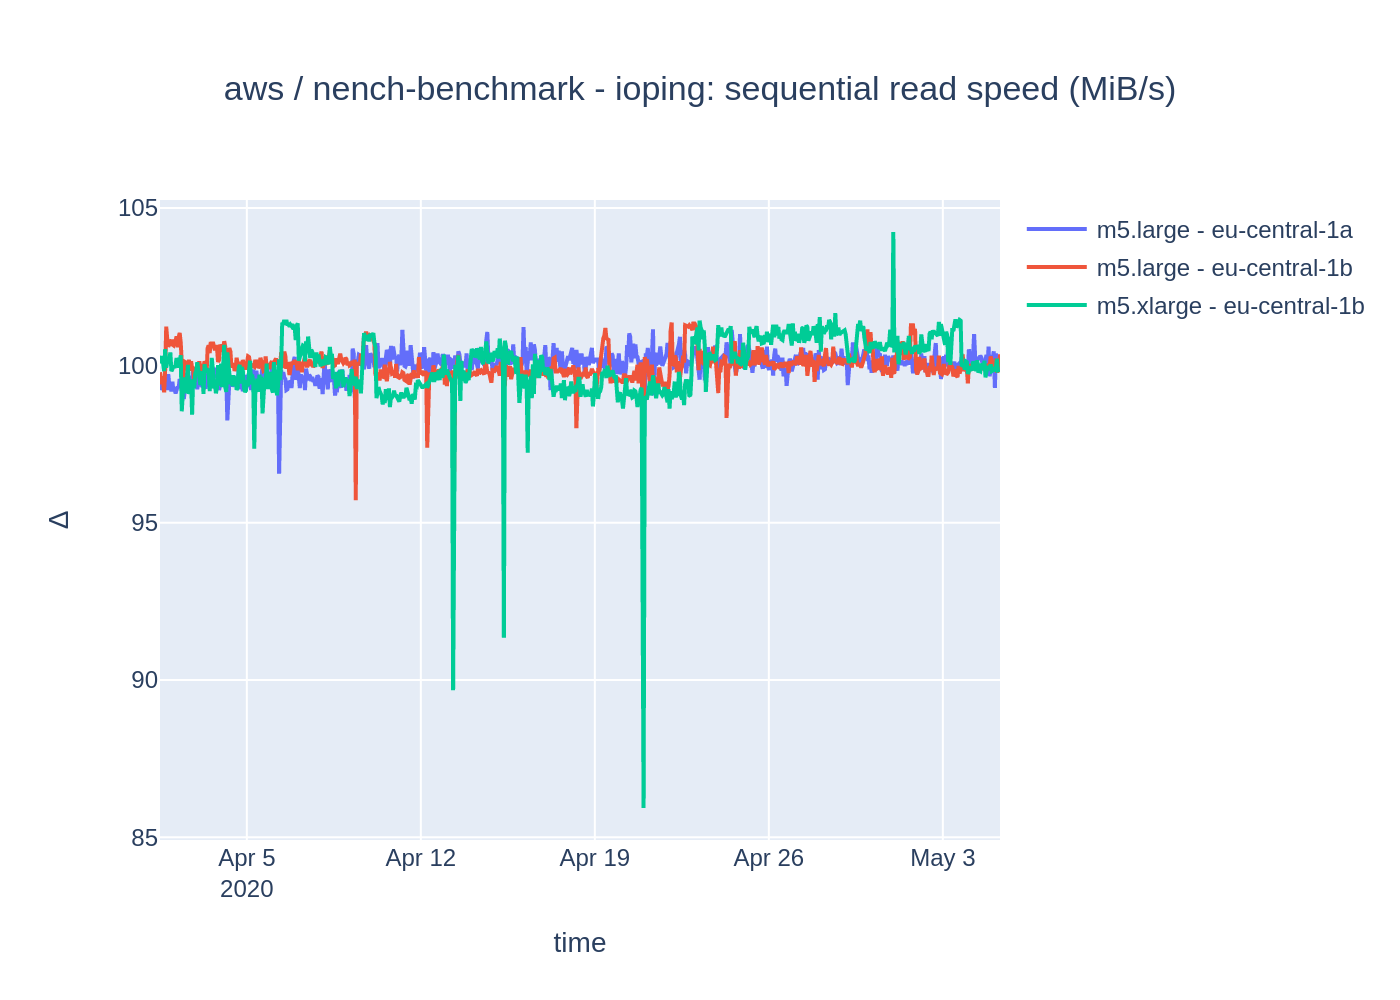 aws / nench-benchmark - ioping: sequential read speed (MiB/s)
105
100
95
90
85
Δ
Apr 5
2020
Apr 12
Apr 19
Apr 26
May 3
time
m5.large - eu-central-1a
m5.large - eu-central-1b
m5.xlarge - eu-central-1b